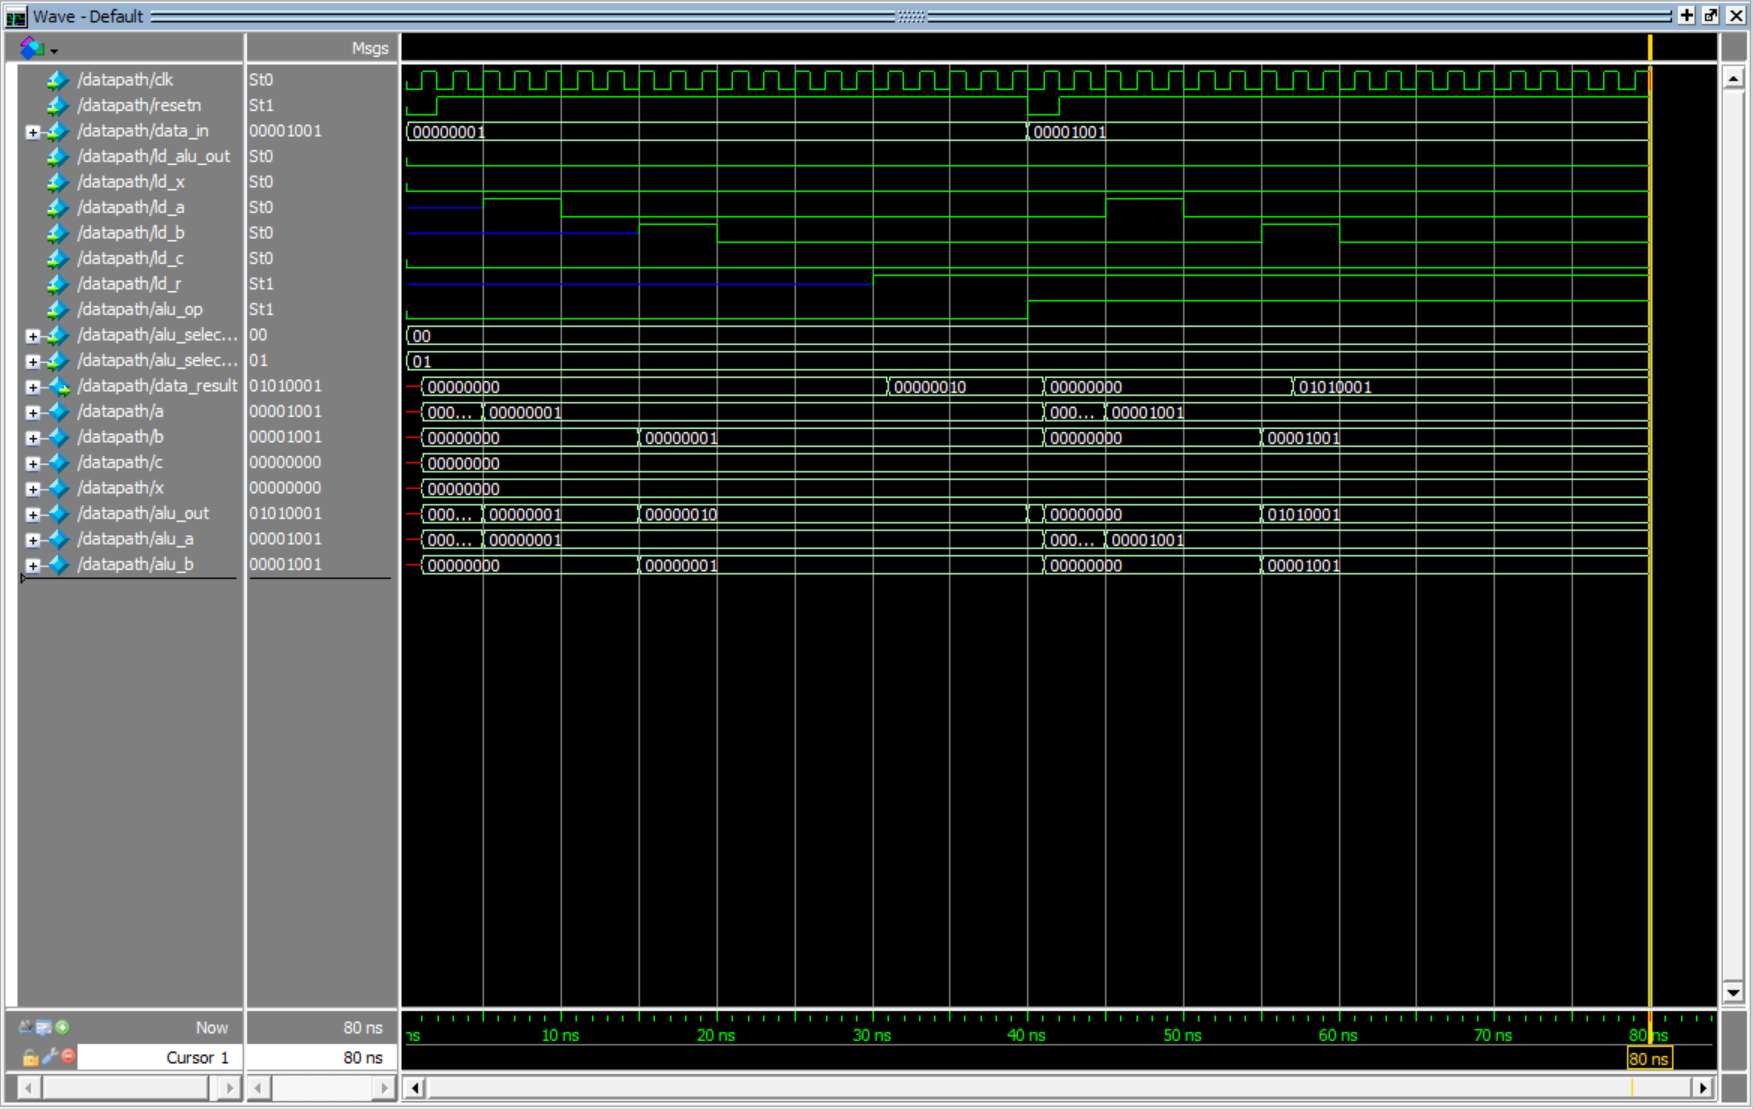 Wave - Default
Msgs
/datapath/clk St0
/datapath/resetn St1
/datapath/data_in 00001001 00000001 00001001
/datapath/ld_alu_out St0
/datapath/ld_x St0
/datapath/ld_a St0
/datapath/ld_b St0
/datapath/ld_c St0
/datapath/ld_r St1
/datapath/alu_op St1
/datapath/alu_selec... 00 00
/datapath/alu_selec... 01 01
/datapath/data_result 01010001 00000000 00000010 00000000 01010001
/datapath/a 00001001 000... 00000001 000... 00001001
/datapath/b 00001001 00000000 00000001 00000000 00001001
/datapath/c 00000000 00000000
/datapath/x 00000000 00000000
/datapath/alu_out 01010001 000... 00000001 00000010 00000000 01010001
/datapath/alu_a 00001001 000... 00000001 000... 00001001
/datapath/alu_b 00001001 00000000 00000001 00000000 00001001
Now 80 ns ns 10 ns 20 ns 30 ns 40 ns 50 ns 60 ns 70 ns 80 ns
Cursor 1 80 ns 80 ns